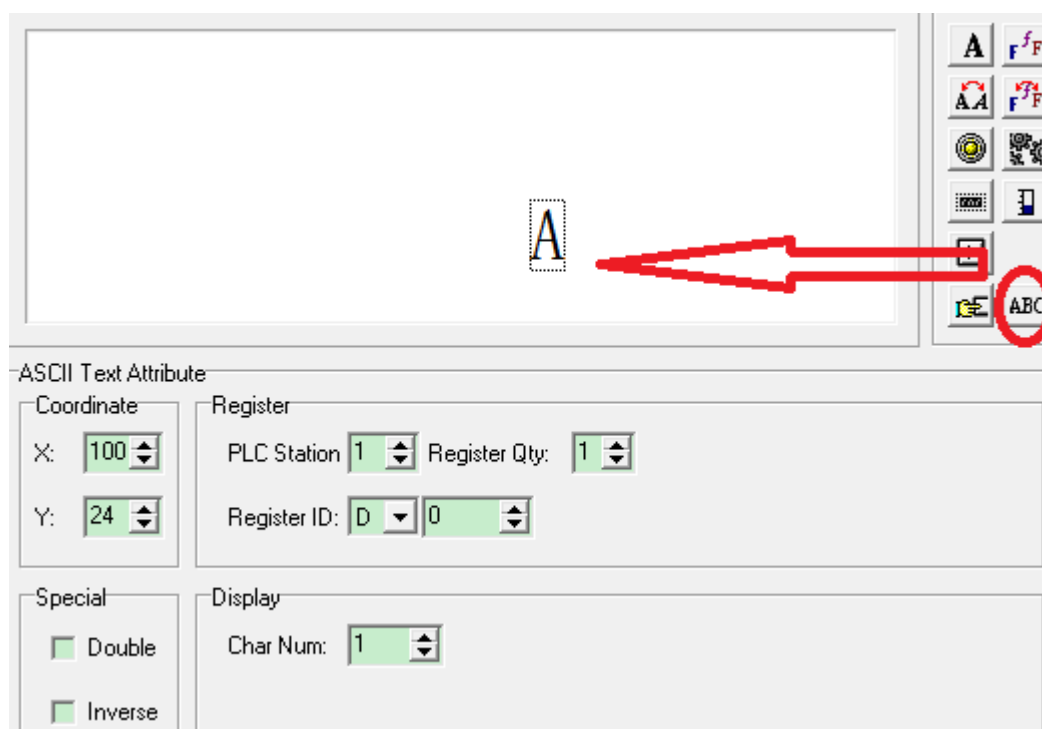 A
A
f
F F
A A
F f F
ABC
ASCII Text Attribute
Coordinate
Register
X: 100
PLC Station 1 Register Qty: 1
Y: 24
Register ID: D 0
Special
Display
Double
Char Num: 1
Inverse